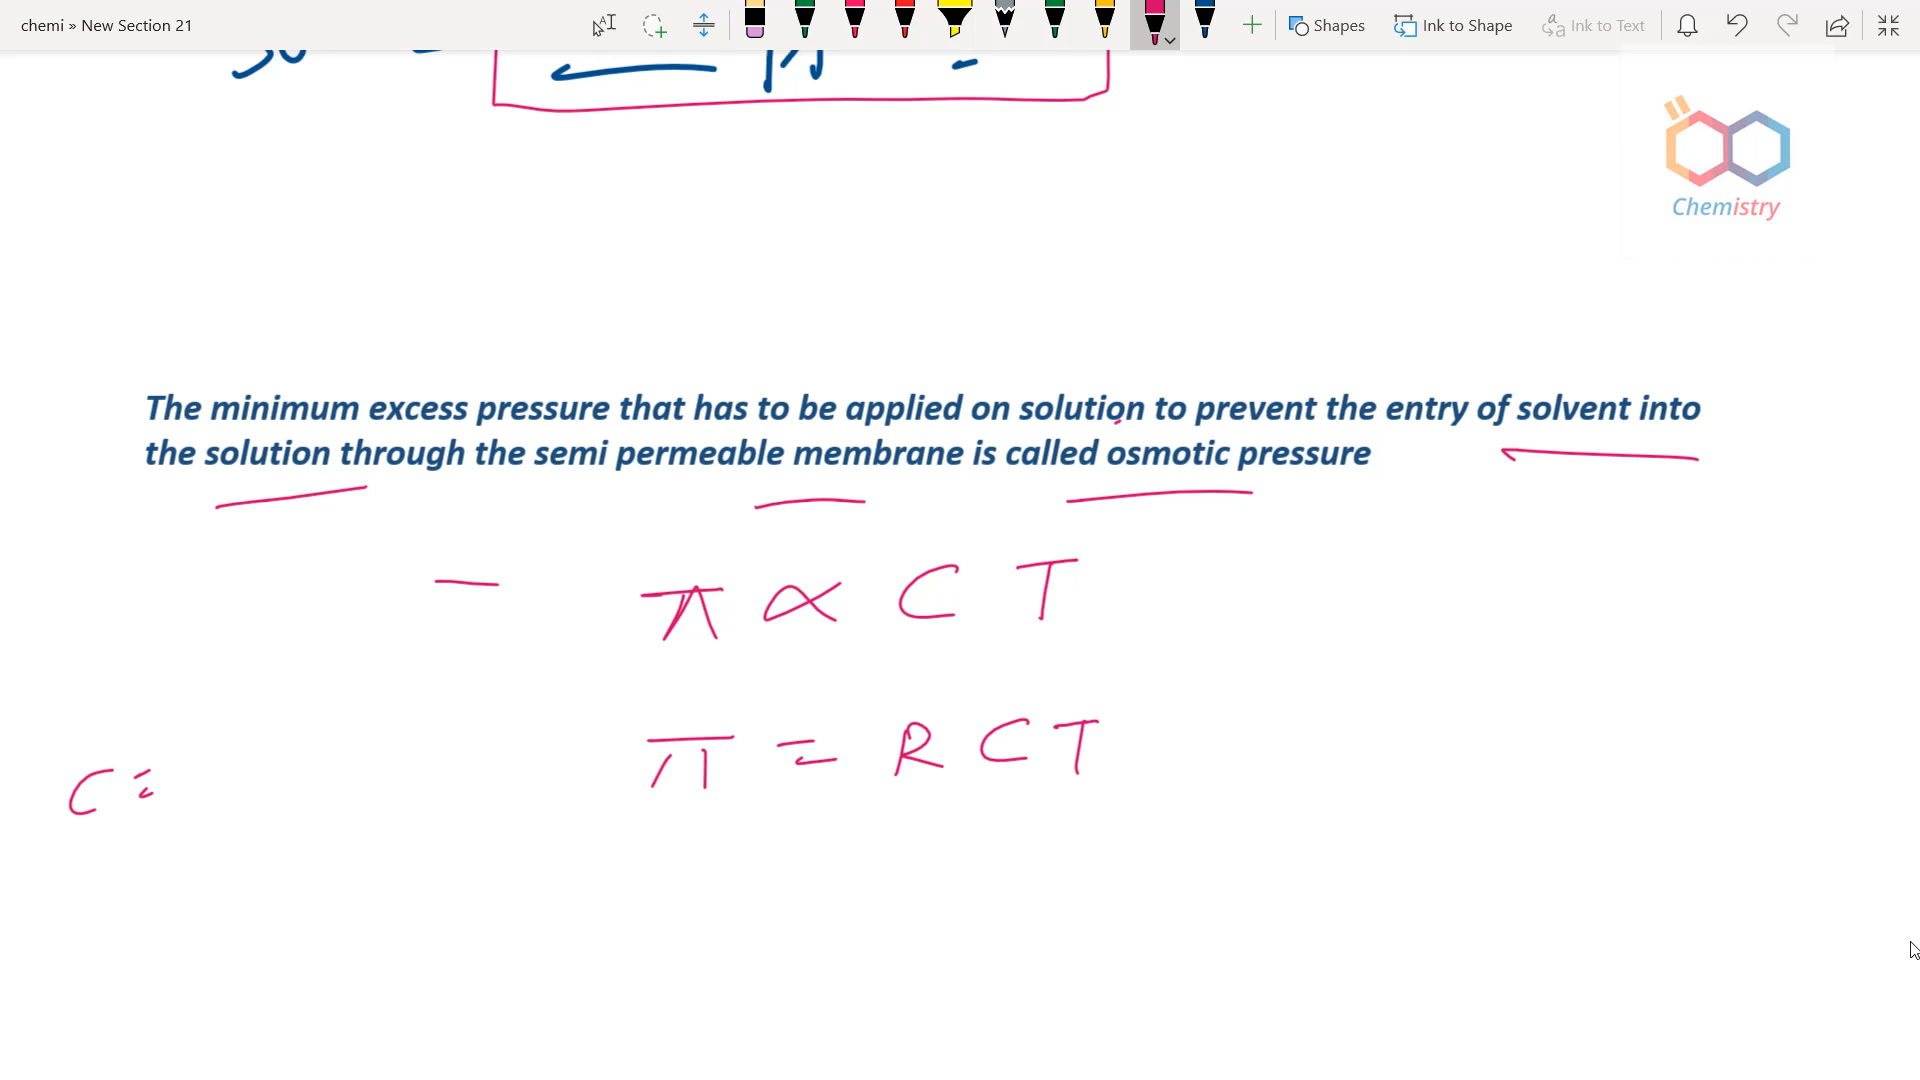 chemi » New Section 21
Shapes
Ink to Shape
Ink to Text
Chemistry
The minimum excess pressure that has to be applied on solution to prevent the entry of solvent into
the solution through the semi permeable membrane is called osmotic pressure
π ∝ C T
π = R C T
C =